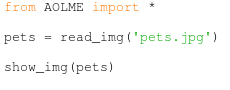 from AOLME import *
pets = read_img('pets.jpg')
show_img(pets)